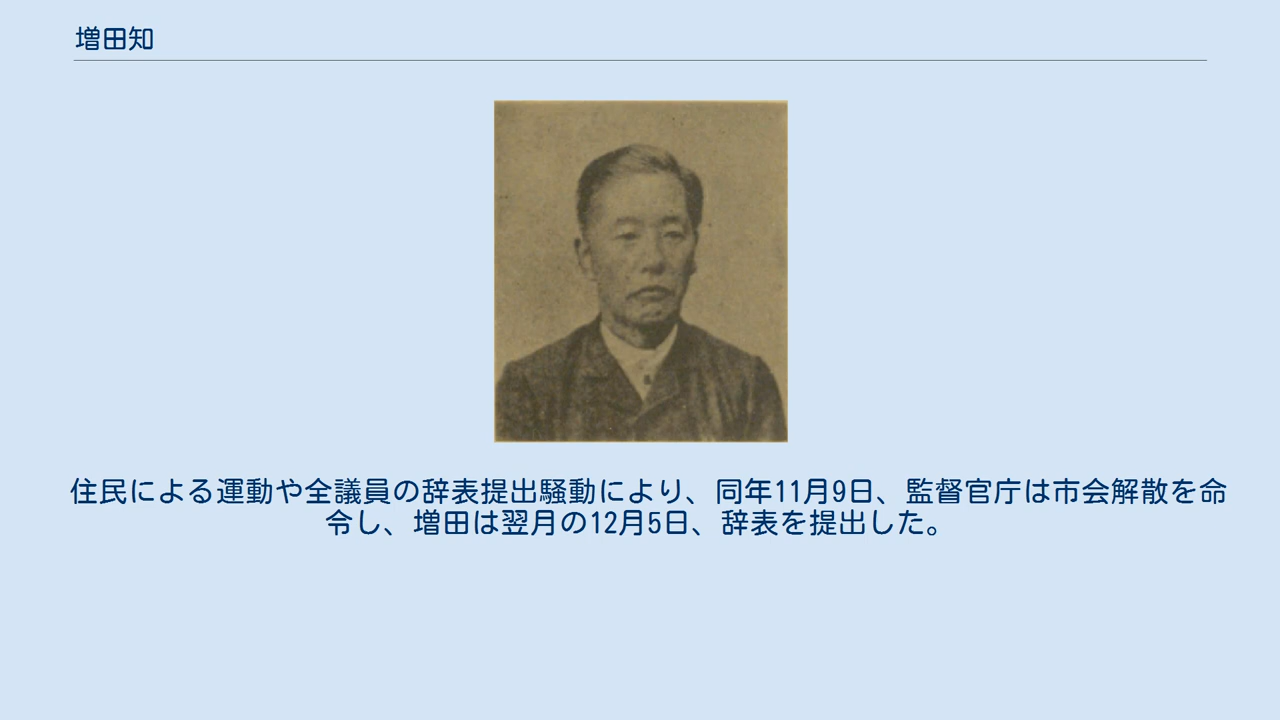 増田知
住民による運動や全議員の辞表提出騒動により、同年11月9日、監督官庁は市会解散を命
令し、増田は翌月の12月5日、辞表を提出した。